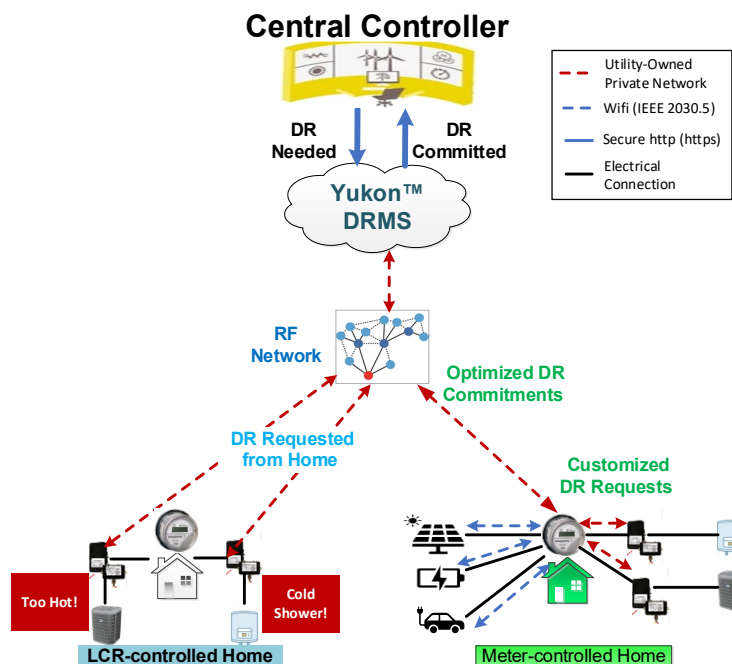 Central Controller
Utility-Owned
Private Network
Wifi (IEEE 2030.5)
Secure http (https)
Electrical
Connection
DR
Needed
DR
Committed
Yukon™
DRMS
RF
Network
Optimized DR
Commitments
DR Requested
from Home
Customized
DR Requests
Too Hot!
Cold
Shower!
LCR-controlled Home
Meter-controlled Home